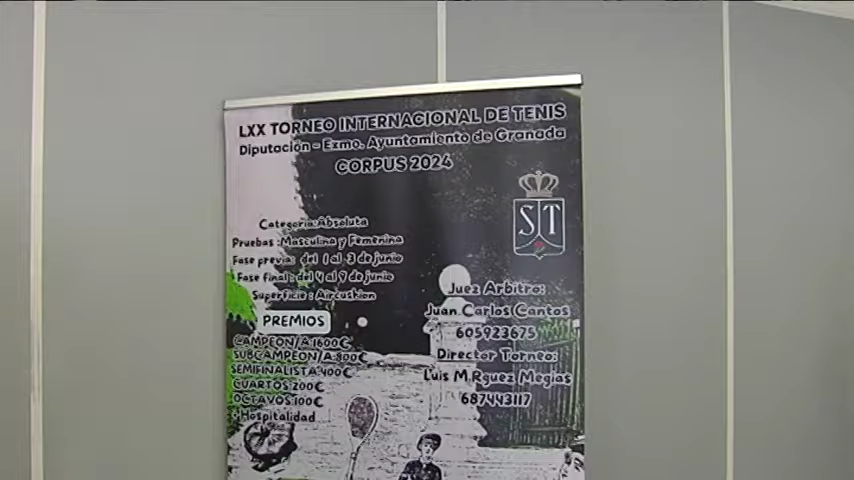 LXX TORNEO INTERNACIONAL DE TENIS
Diputación - Exmo. Ayuntamiento de Granada
CORPUS 2024
Categoria: Absoluta
Pruebas: Masculina y Femenina
Fase previa: del 1 al 3 de junio
Fase final: del 4 al 9 de junio
Superficie: Aircushion
PREMIOS
CAMPEON/A:1600€
SUBCAMPEON/A:800€
SEMIFINALISTA:400€
CUARTOS:200€
OCTAVOS:100€
+Hospitalidad
ST
Juez Arbitro:
Juan Carlos Cantos
605923675
Director Torneo:
Luis M.Rguez Megias
687443117